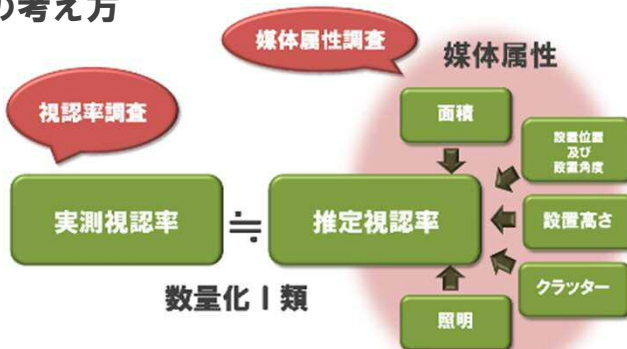 の考え方
媒体属性調査
媒体属性
視認率調査
面積
設置位置
及び
設置角度
実測視認率
≒
推定視認率
設置高さ
数量化Ⅰ類
クラッター
照明